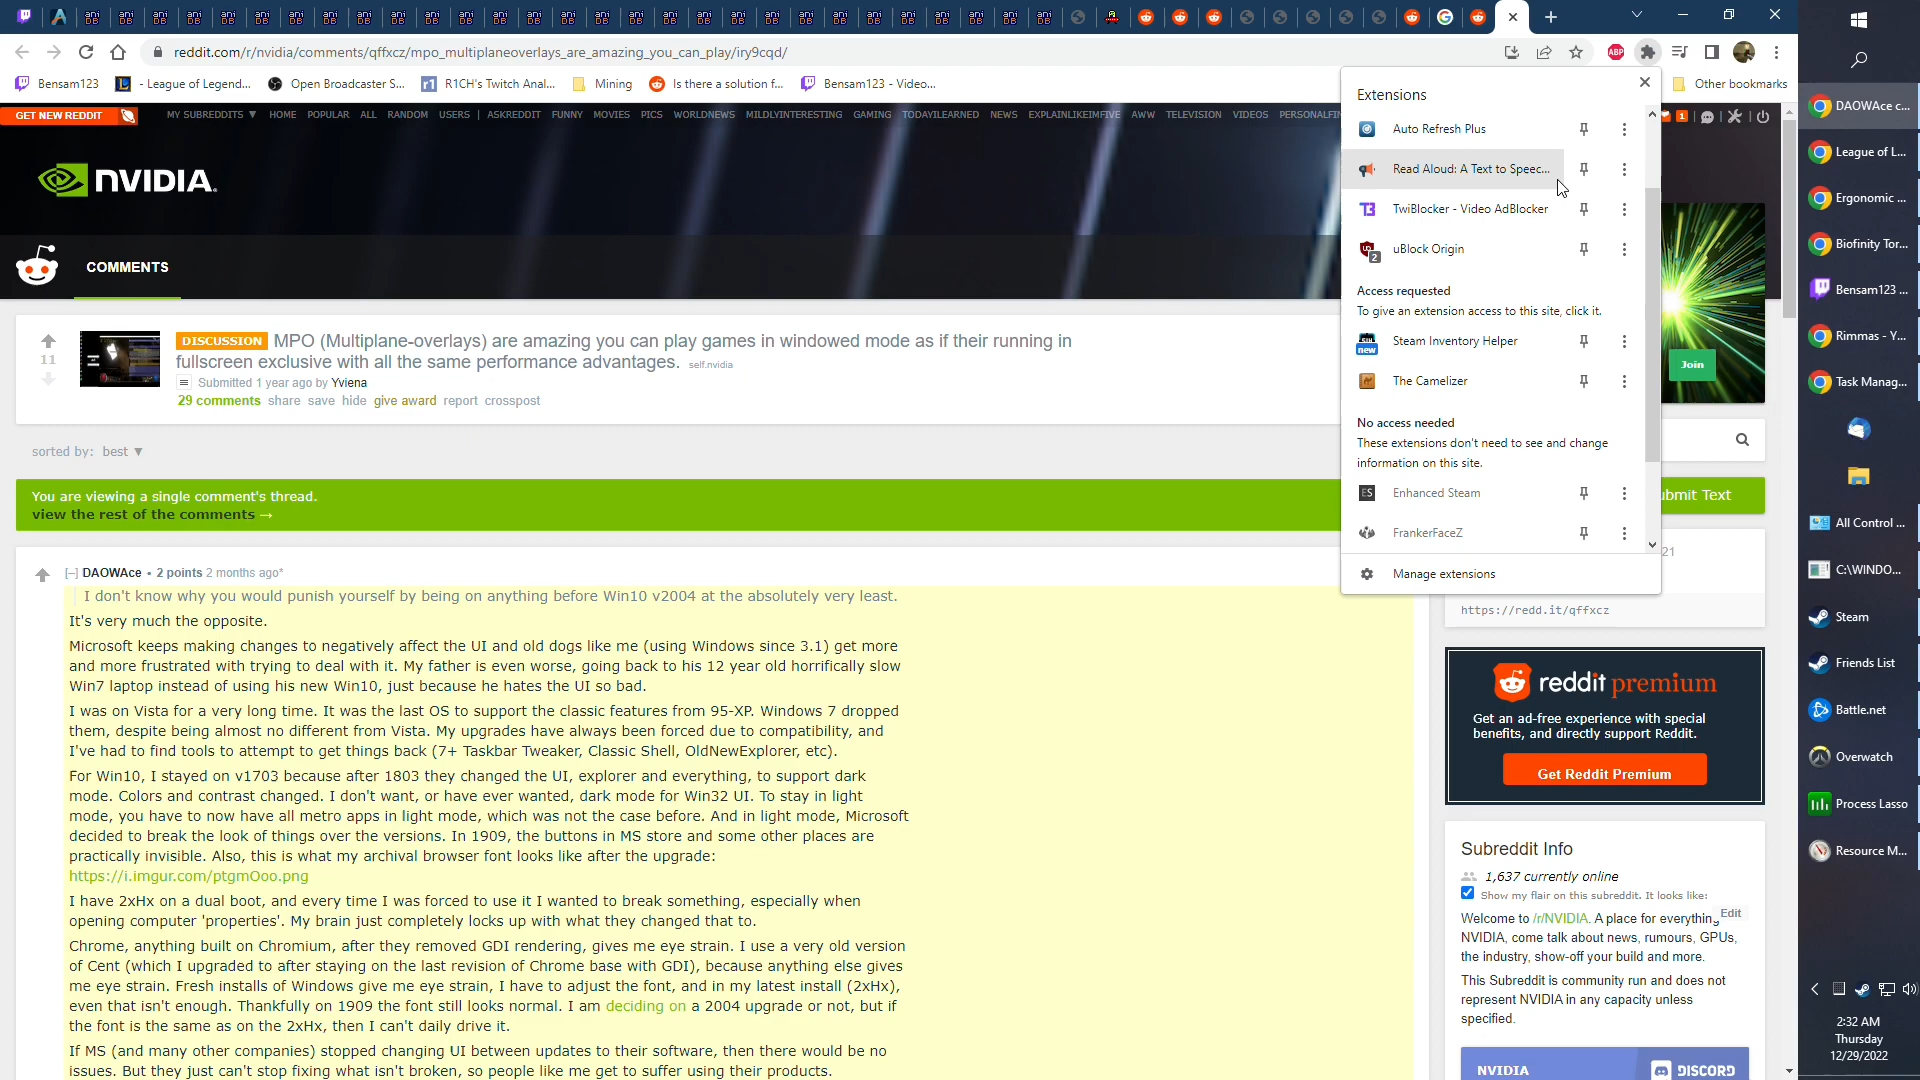 reddit.com/r/nvidia/comments/qffxcz/mpo_multiplaneoverlays_are_amazing_you_can_play/iry9cqd/
Bensam123
- League of Legend...
Open Broadcaster S...
R1CH's Twitch Anal...
Mining
Is there a solution f...
Bensam123 - Video...
Other bookmarks
GET NEW REDDIT
MY SUBREDDITS ▼ HOME POPULAR ALL RANDOM USERS | ASKREDDIT FUNNY MOVIES PICS WORLDNEWS MILDLYINTERESTING GAMING TODAYILEARNED NEWS EXPLAINLIKEIMFIVE AWW TELEVISION VIDEOS PERSONALFIN
NVIDIA.
COMMENTS
11
DISCUSSION MPO (Multiplane-overlays) are amazing you can play games in windowed mode as if their running in
fullscreen exclusive with all the same performance advantages. self.nvidia
Submitted 1 year ago by Yviena
29 comments share save hide give award report crosspost
sorted by: best ▼
You are viewing a single comment's thread.
view the rest of the comments →
[–] DAOWAce • 2 points 2 months ago*
I don't know why you would punish yourself by being on anything before Win10 v2004 at the absolutely very least.
It's very much the opposite.
Microsoft keeps making changes to negatively affect the UI and old dogs like me (using Windows since 3.1) get more
and more frustrated with trying to deal with it. My father is even worse, going back to his 12 year old horrifically slow
Win7 laptop instead of using his new Win10, just because he hates the UI so bad.
I was on Vista for a very long time. It was the last OS to support the classic features from 95-XP. Windows 7 dropped
them, despite being almost no different from Vista. My upgrades have always been forced due to compatibility, and
I've had to find tools to attempt to get things back (7+ Taskbar Tweaker, Classic Shell, OldNewExplorer, etc).
For Win10, I stayed on v1703 because after 1803 they changed the UI, explorer and everything, to support dark
mode. Colors and contrast changed. I don't want, or have ever wanted, dark mode for Win32 UI. To stay in light
mode, you have to now have all metro apps in light mode, which was not the case before. And in light mode, Microsoft
decided to break the look of things over the versions. In 1909, the buttons in MS store and some other places are
practically invisible. Also, this is what my archival browser font looks like after the upgrade:
https://i.imgur.com/ptgmOoo.png
I have 2xHx on a dual boot, and every time I was forced to use it I wanted to break something, especially when
opening computer 'properties'. My brain just completely locks up with what they changed that to.
Chrome, anything built on Chromium, after they removed GDI rendering, gives me eye strain. I use a very old version
of Cent (which I upgraded to after staying on the last revision of Chrome base with GDI), because anything else gives
me eye strain. Fresh installs of Windows give me eye strain, I have to adjust the font, and in my latest install (2xHx),
even that isn't enough. Thankfully on 1909 the font still looks normal. I am deciding on a 2004 upgrade or not, but if
the font is the same as on the 2xHx, then I can't daily drive it.
If MS (and many other companies) stopped changing UI between updates to their software, then there would be no
issues. But they just can't stop fixing what isn't broken, so people like me get to suffer using their products.
Extensions
Auto Refresh Plus
Read Aloud: A Text to Speec...
TwiBlocker - Video AdBlocker
2
uBlock Origin
Access requested
To give an extension access to this site, click it.
new
Steam Inventory Helper
The Camelizer
No access needed
These extensions don't need to see and change
information on this site.
ES
Enhanced Steam
FrankerFaceZ
Manage extensions
1
Join
ubmit Text
21
https://redd.it/qffxcz
reddit premium
Get an ad-free experience with special
benefits, and directly support Reddit.
Get Reddit Premium
Subreddit Info
1,637 currently online
Show my flair on this subreddit. It looks like:
Edit
Welcome to /r/NVIDIA. A place for everything
NVIDIA, come talk about news, rumours, GPUs,
the industry, show-off your build and more.
This Subreddit is community run and does not
represent NVIDIA in any capacity unless
specified.
NVIDIA DISCORD
DAOWAce c...
League of L...
Ergonomic ...
Biofinity Tor...
Bensam123 ...
Rimmas - Y...
Task Manag...
All Control ...
C:\WINDO...
Steam
Friends List
Battle.net
Overwatch
Process Lasso
Resource M...
2:32 AM
Thursday
12/29/2022